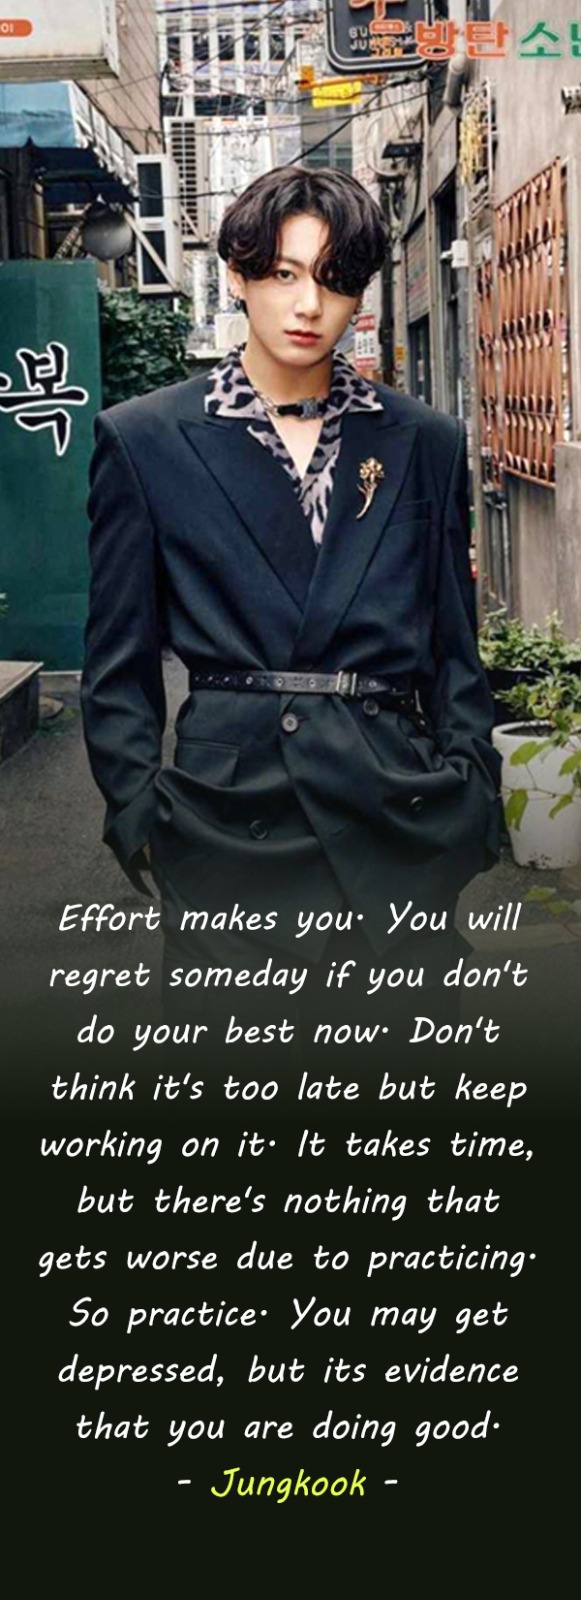 방탄소년
복
Effort makes you. You will
regret someday if you don't
do your best now. Don't
think it's too late but keep
working on it. It takes time,
but there's nothing that
gets worse due to practicing.
So practice. You may get
depressed, but its evidence
that you are doing good.
- Jungkook -